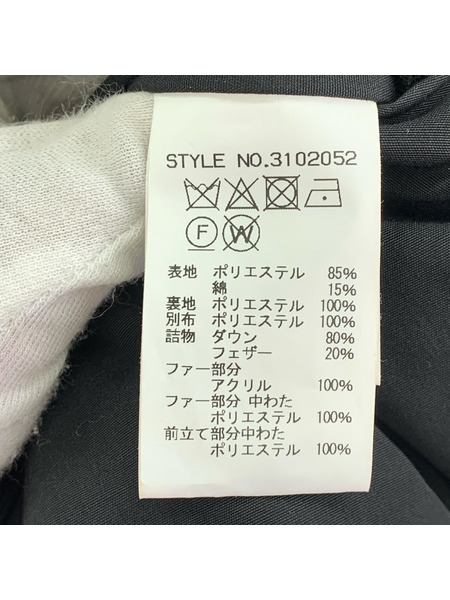 STYLE NO.3102052
F W
表地 ポリエステル 85%
綿 15%
裏地 ポリエステル 100%
別布 ポリエステル 100%
詰物 ダウン 80%
フェザー 20%
ファー部分
アクリル 100%
ファー部分 中わた
ポリエステル 100%
前立て部分中わた
ポリエステル 100%